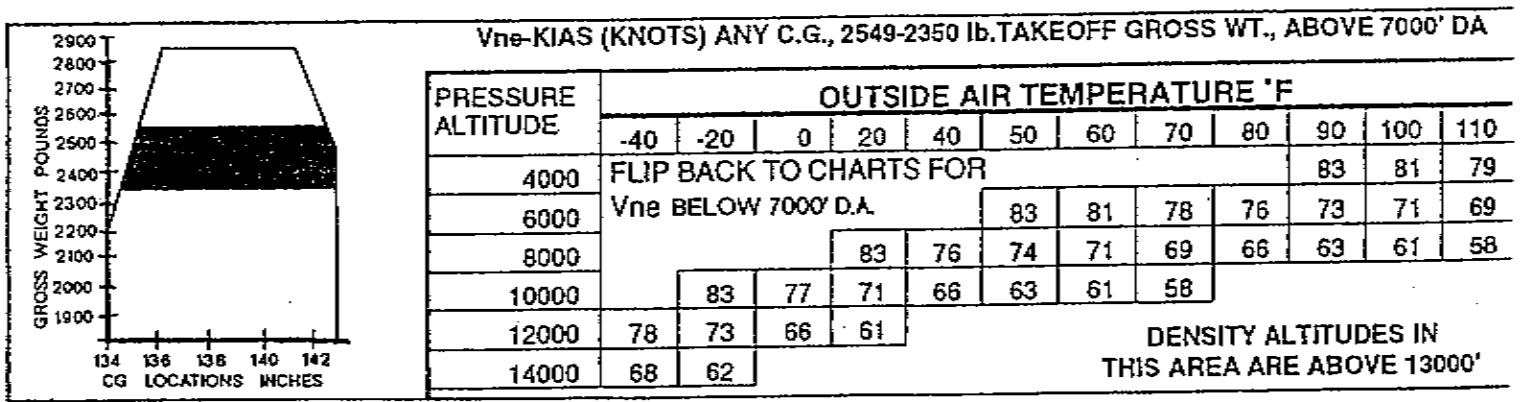 Vne-KIAS (KNOTS) ANY C.G., 2549-2350 lb.TAKEOFF GROSS WT., ABOVE 7000' DA
2900
2800
2700
2600
2500
2400
2300
2200
2100
2000
1900
GROSS WEIGHT POUNDS
134 136 138 140 142
CG LOCATIONS INCHES
PRESSURE ALTITUDE OUTSIDE AIR TEMPERATURE °F
-40 -20 0 20 40 50 60 70 80 90 100 110
4000 FLIP BACK TO CHARTS FOR 83 81 79
6000 Vne BELOW 7000' D.A. 83 81 78 76 73 71 69
8000 83 76 74 71 69 66 63 61 58
10000 83 77 71 66 63 61 58
12000 78 73 66 61
14000 68 62
DENSITY ALTITUDES IN
THIS AREA ARE ABOVE 13000'